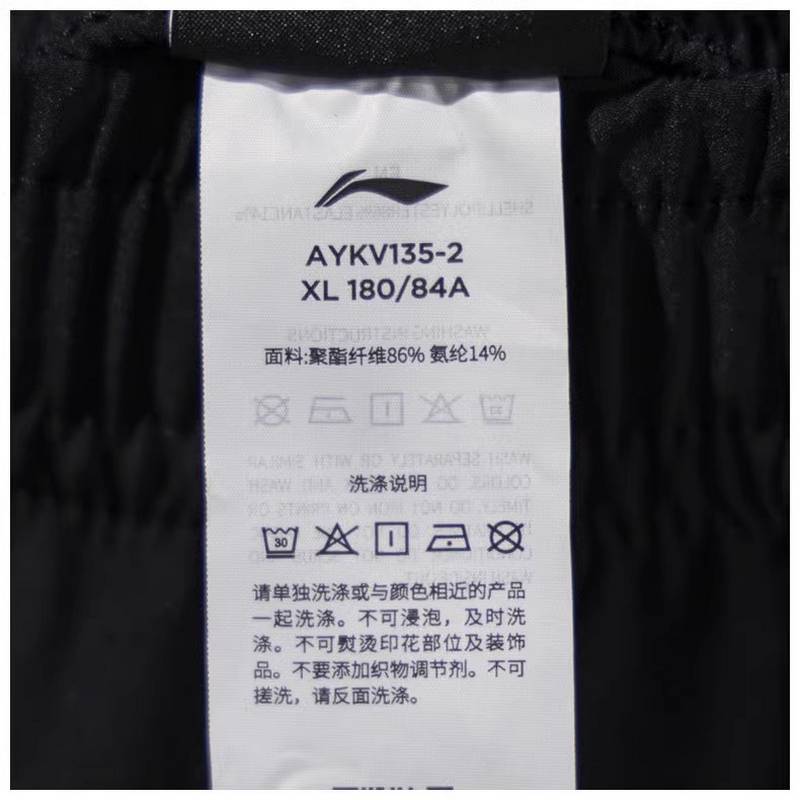 AYKV135-2
XL 180/84A
面料:聚酯纤维86% 氨纶14%
洗涤说明
30
请单独洗涤或与颜色相近的产品
一起洗涤。不可浸泡，及时洗
涤。不可熨烫印花部位及装饰
品。不要添加织物调节剂。不可
搓洗，请反面洗涤。